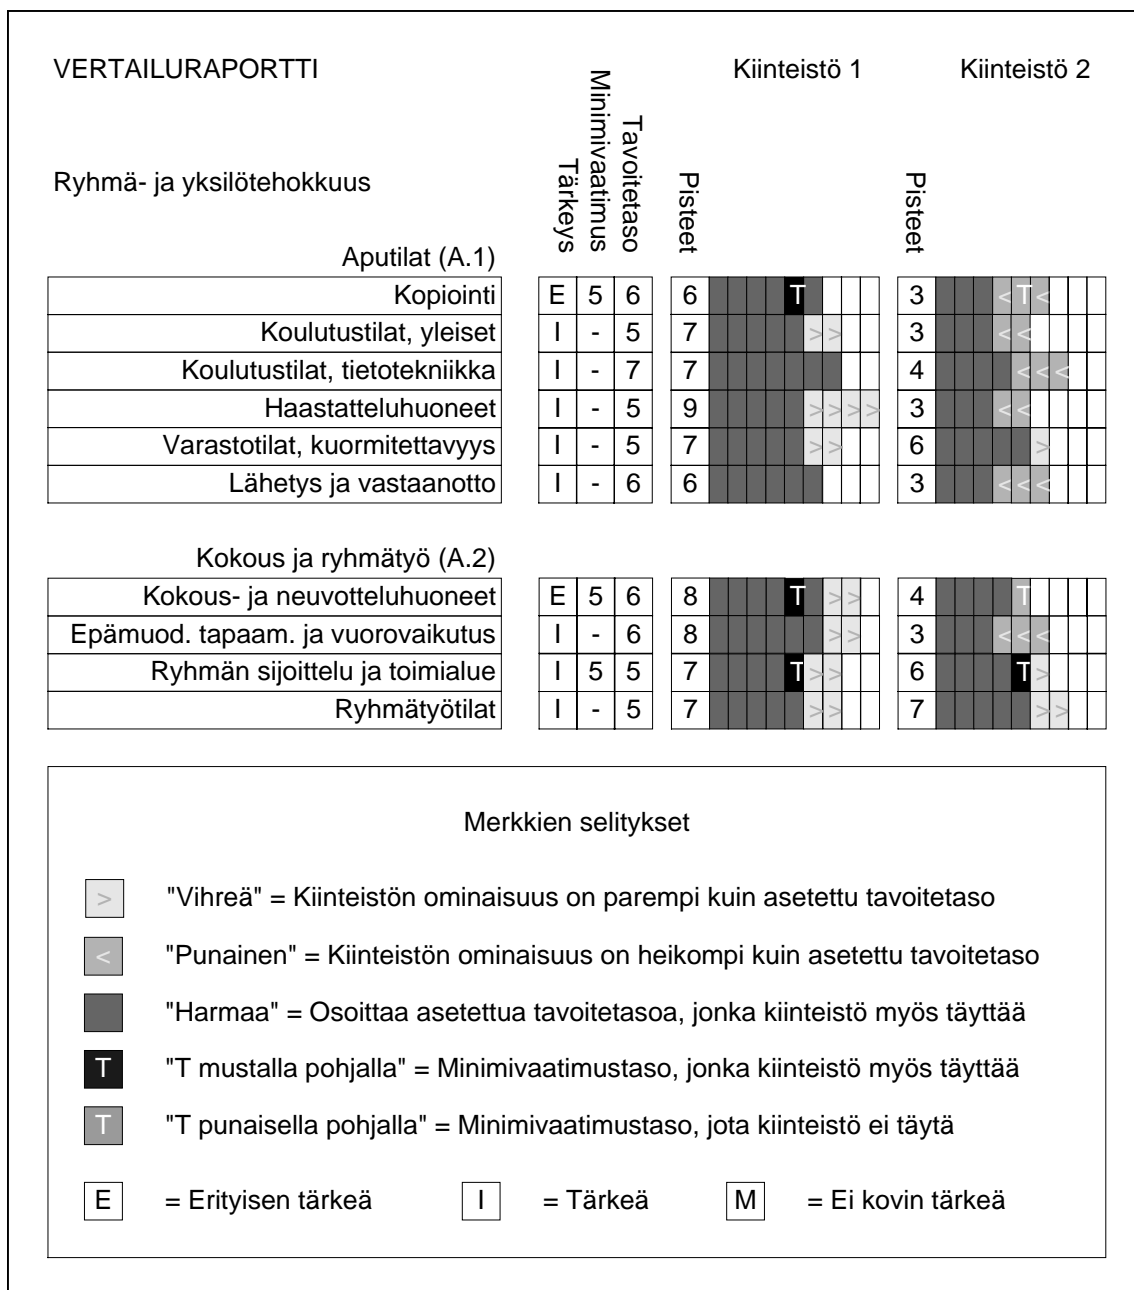 VERTAILURAPORTTI Kiinteistö 1 Kiinteistö 2
Ryhmä- ja yksilötehokkuus Tärkeys Minimivaatimus Tavoitetaso Pisteet Pisteet
Aputilat (A.1)
Kopiointi E 5 6 6 T 3 < T <
Koulutustilat, yleiset I - 5 7 > > 3 < <
Koulutustilat, tietotekniikka I - 7 7 4 < < <
Haastatteluhuoneet I - 5 9 > > > > 3 < <
Varastotilat, kuormitettavyys I - 5 7 > > 6 >
Lähetys ja vastaanotto I - 6 6 3 < < <
Kokous ja ryhmätyö (A.2)
Kokous- ja neuvotteluhuoneet E 5 6 8 T > > 4 T
Epämuod. tapaam. ja vuorovaikutus I - 6 8 > > 3 < < <
Ryhmän sijoittelu ja toimialue I 5 5 7 T > > 6 T >
Ryhmätyötilat I - 5 7 > > 7 > >
Merkkien selitykset
> "Vihreä" = Kiinteistön ominaisuus on parempi kuin asetettu tavoitetaso
< "Punainen" = Kiinteistön ominaisuus on heikompi kuin asetettu tavoitetaso
"Harmaa" = Osoittaa asetettua tavoitetasoa, jonka kiinteistö myös täyttää
T "T mustalla pohjalla" = Minimivaatimustaso, jonka kiinteistö myös täyttää
T "T punaisella pohjalla" = Minimivaatimustaso, jota kiinteistö ei täytä
E = Erityisen tärkeä I = Tärkeä M = Ei kovin tärkeä